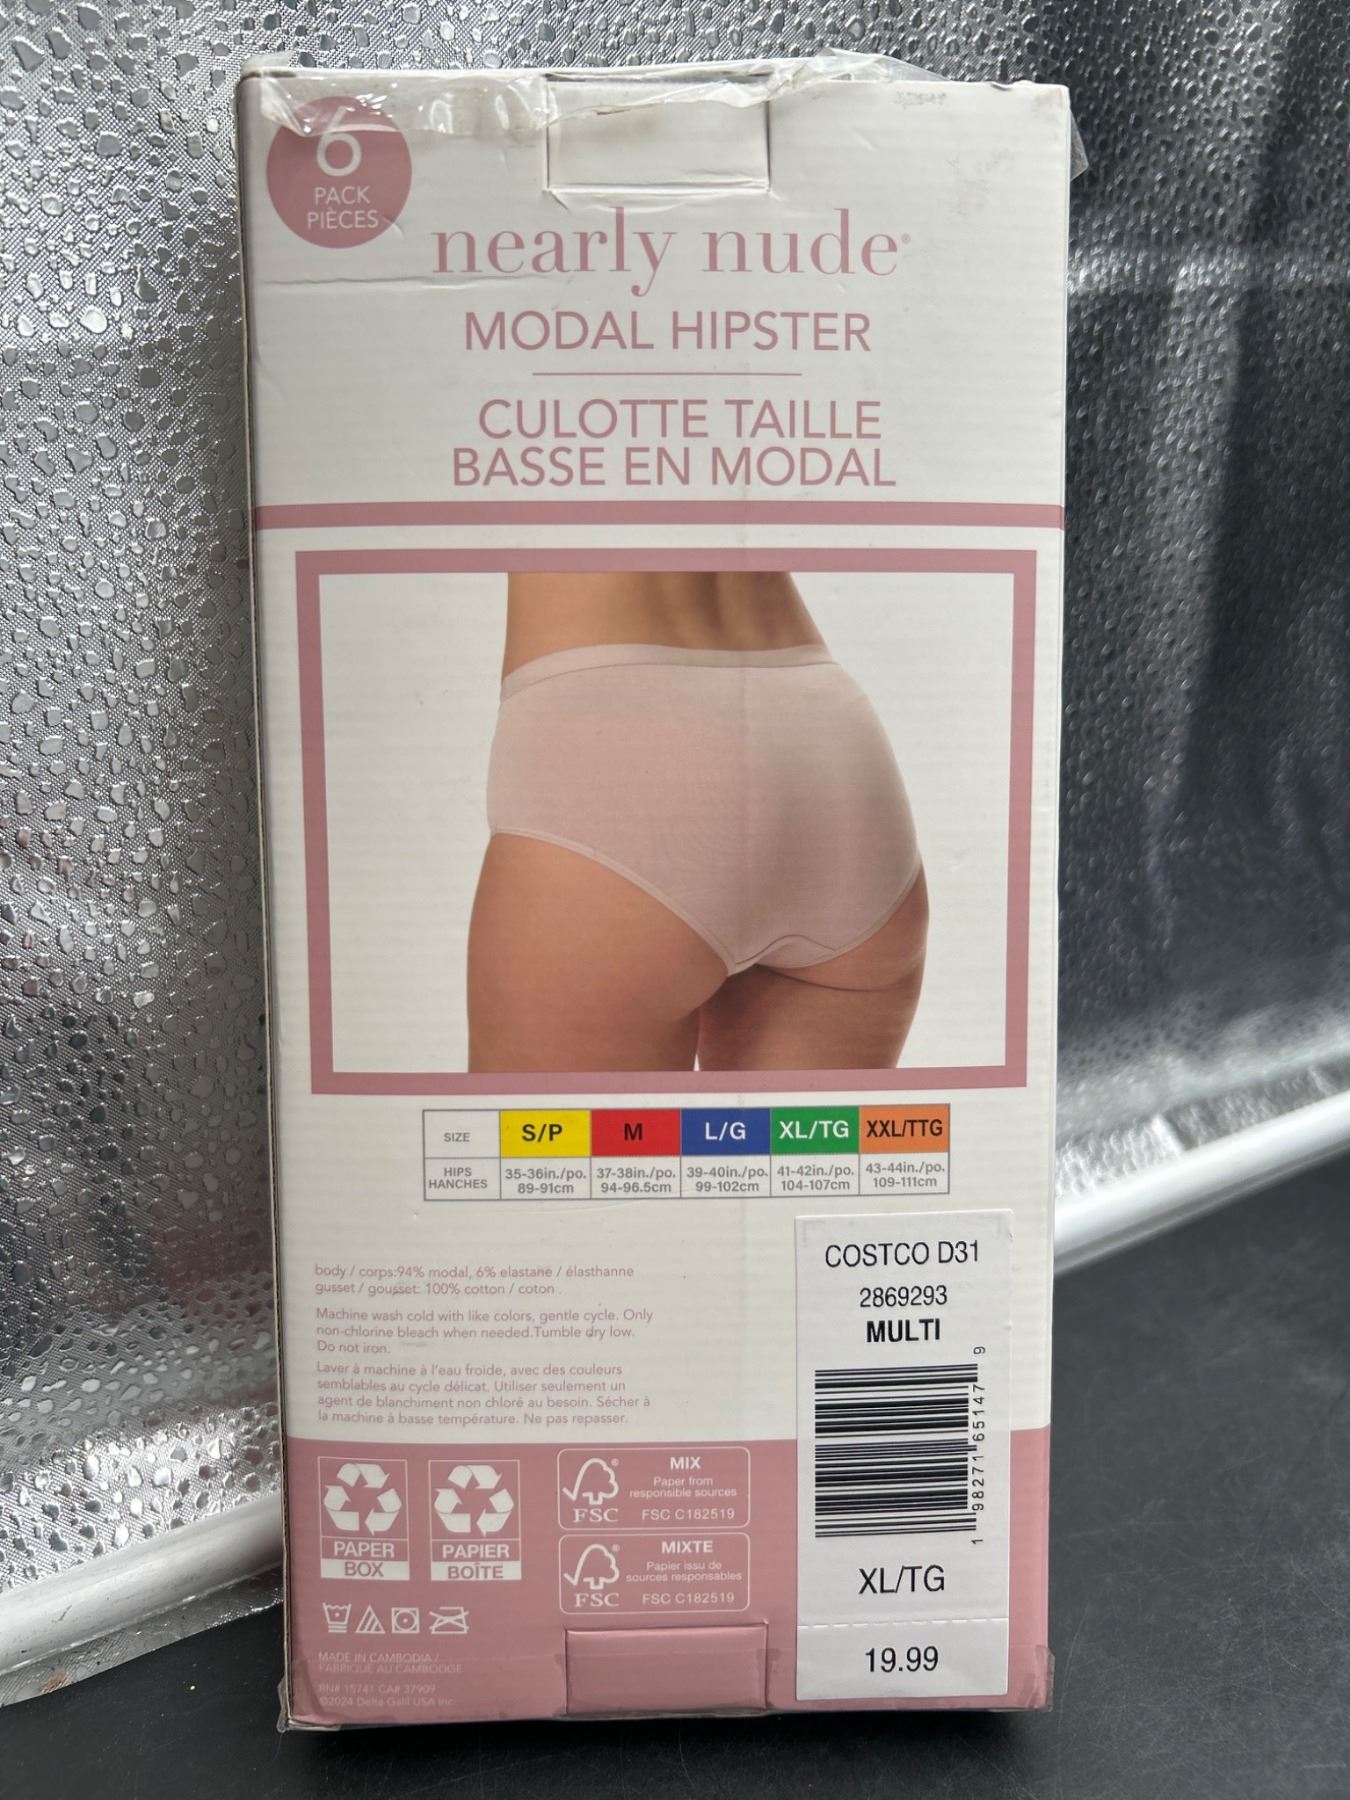 6
PACK
PIÈCES
nearly nude®
MODAL HIPSTER
CULOTTE TAILLE
BASSE EN MODAL
SIZE S/P M L/G XL/TG XXL/TTG
HIPS
HANCHES
35-36in./po. 37-38in./po. 39-40in./po. 41-42in./po. 43-44in./po.
89-91cm 94-96.5cm 99-102cm 104-107cm 109-111cm
body / corps:94% modal, 6% elastane / élasthanne
gusset / gousset: 100% cotton / coton .
Machine wash cold with like colors, gentle cycle. Only
non-chlorine bleach when needed.Tumble dry low.
Do not iron.
Laver à machine à l'eau froide, avec des couleurs
semblables au cycle délicat. Utiliser seulement un
agent de blanchiment non chloré au besoin. Sécher à
la machine à basse température. Ne pas repasser.
COSTCO D31
2869293
MULTI
1 98271 65147 9
XL/TG
19.99
PAPER
BOX
PAPIER
BOÎTE
FSC
MIX
Paper from
responsible sources
FSC C182519
FSC
MIXTE
Papier issu de
sources responsables
FSC C182519
MADE IN CAMBODIA /
FABRIQUÉ AU CAMBODGE
RN# 15741 CA# 37909
©2024 Delta Galil USA Inc.